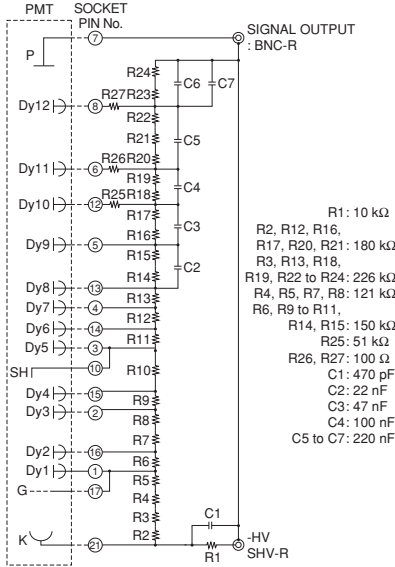 PMT
SOCKET
PIN No.
SIGNAL OUTPUT
: BNC-R
P
7
R24
C6
C7
R27
R23
Dy12
8
R22
R21
C5
R26
R20
Dy11
6
R19
C4
R25
R18
Dy10
12
R17
C3
R16
Dy9
5
R15
C2
R14
Dy8
13
R13
Dy7
4
R12
Dy6
14
R11
Dy5
3
SH
10
R10
Dy4
15
R9
Dy3
2
R8
R7
Dy2
16
R6
Dy1
1
R5
G
17
R4
R3
C1
K
21
R2
R1
-HV
SHV-R
R1: 10 kΩ
R2, R12, R16,
R17, R20, R21: 180 kΩ
R3, R13, R18,
R19, R22 to R24: 226 kΩ
R4, R5, R7, R8: 121 kΩ
R6, R9 to R11,
R14, R15: 150 kΩ
R25: 51 kΩ
R26, R27: 100 Ω
C1: 470 pF
C2: 22 nF
C3: 47 nF
C4: 100 nF
C5 to C7: 220 nF